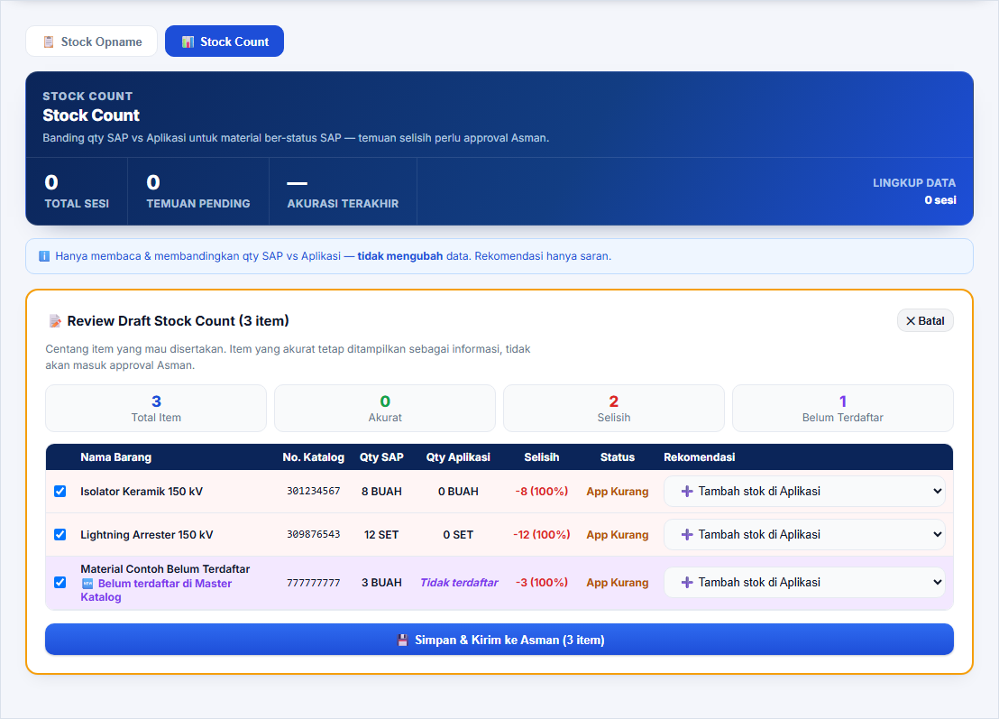 Stock Opname
Stock Count
STOCK COUNT
Stock Count
Banding qty SAP vs Aplikasi untuk material ber-status SAP — temuan selisih perlu approval Asman.
0
TOTAL SESI
0
TEMUAN PENDING
—
AKURASI TERAKHIR
LINGKUP DATA
0 sesi
Hanya membaca & membandingkan qty SAP vs Aplikasi — tidak mengubah data. Rekomendasi hanya saran.
Review Draft Stock Count (3 item)
✕ Batal
Centang item yang mau disertakan. Item yang akurat tetap ditampilkan sebagai informasi, tidak
akan masuk approval Asman.
3
Total Item
0
Akurat
2
Selisih
1
Belum Terdaftar
Nama Barang No. Katalog Qty SAP Qty Aplikasi Selisih Status Rekomendasi
Isolator Keramik 150 kV 301234567 8 BUAH 0 BUAH -8 (100%) App Kurang ➕ Tambah stok di Aplikasi
Lightning Arrester 150 kV 309876543 12 SET 0 SET -12 (100%) App Kurang ➕ Tambah stok di Aplikasi
Material Contoh Belum Terdaftar
🆕 Belum terdaftar di Master
Katalog
777777777 3 BUAH Tidak terdaftar -3 (100%) App Kurang ➕ Tambah stok di Aplikasi
Simpan & Kirim ke Asman (3 item)